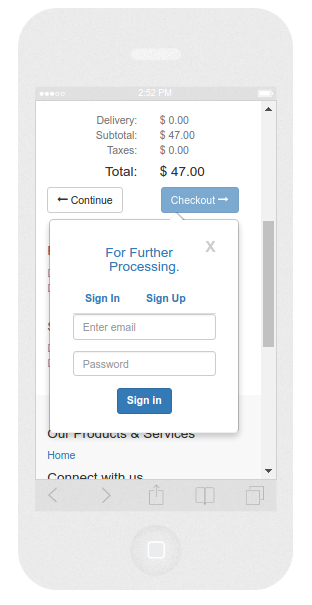 2:52 PM
Delivery: $ 0.00
Subtotal: $ 47.00
Taxes: $ 0.00
Total: $ 47.00
← Continue Checkout →
X
For Further
Processing.
Sign In Sign Up
Enter email
Password
Sign in
Our Products & Services
Home
Connect with us